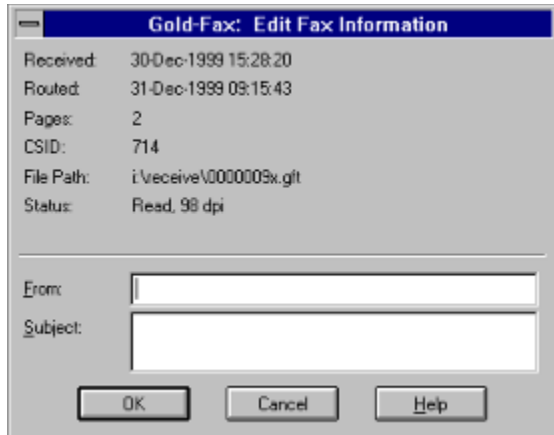 Gold-Fax: Edit Fax Information
Received: 30-Dec-1999 15:28:20
Routed: 31-Dec-1999 09:15:43
Pages: 2
CSID: 714
File Path: i:\receive\0000009x.gft
Status: Read, 98 dpi
From:
Subject:
OK Cancel Help